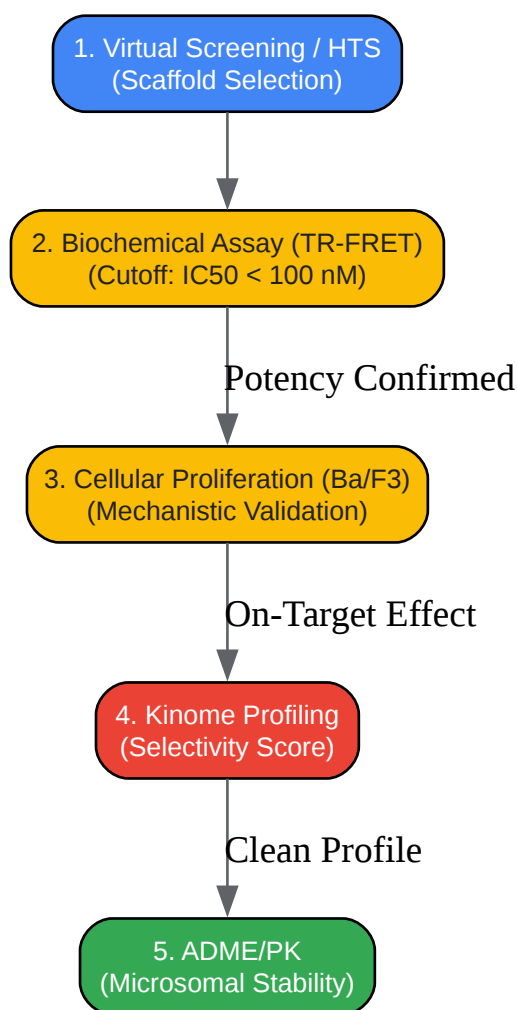 1. Virtual Screening / HTS
(Scaffold Selection)
2. Biochemical Assay (TR-FRET)
(Cutoff: IC50 < 100 nM)
Potency Confirmed
3. Cellular Proliferation (Ba/F3)
(Mechanistic Validation)
On-Target Effect
4. Kinome Profiling
(Selectivity Score)
Clean Profile
5. ADME/PK
(Microsomal Stability)